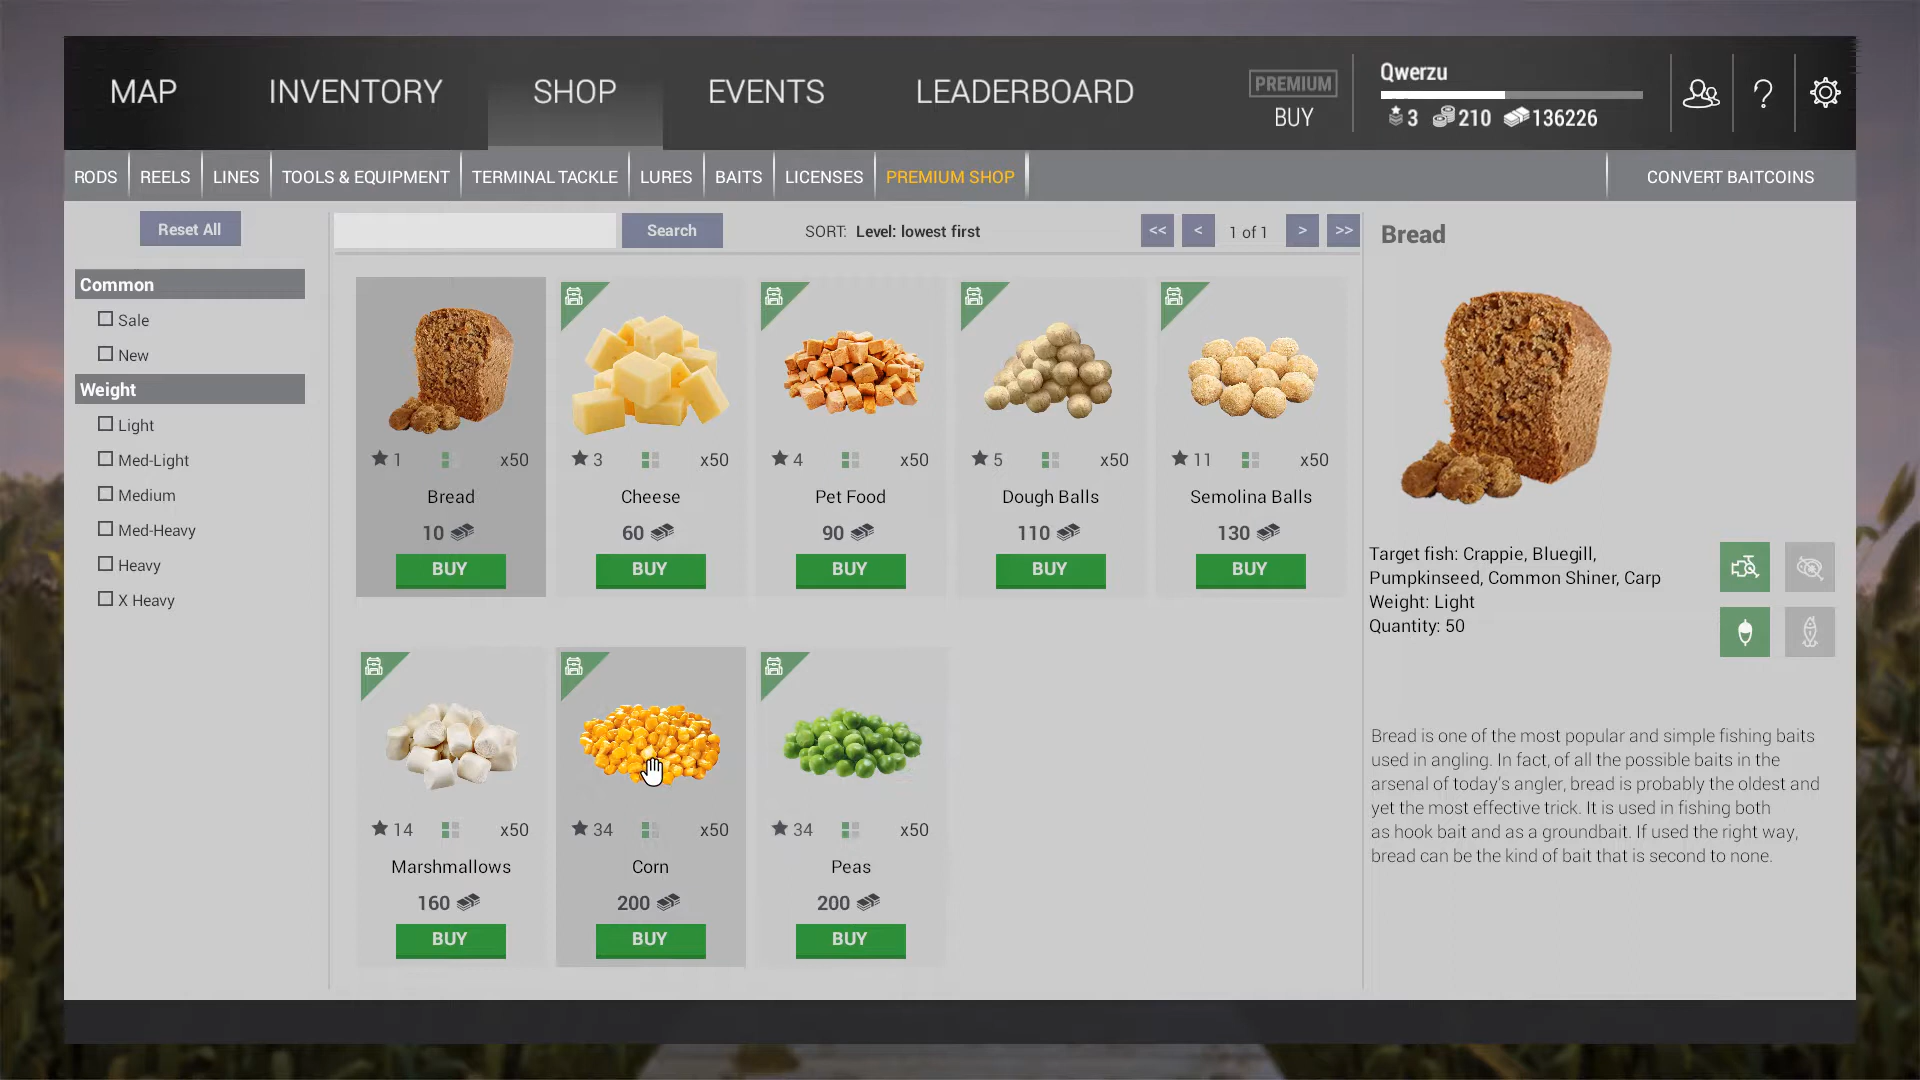 MAP
INVENTORY
SHOP
EVENTS
LEADERBOARD
PREMIUM
BUY
Qwerzu
3
210
136226
RODS
REELS
LINES
TOOLS & EQUIPMENT
TERMINAL TACKLE
LURES
BAITS
LICENSES
PREMIUM SHOP
CONVERT BAITCOINS
Reset All
Common
Sale
New
Weight
Light
Med-Light
Medium
Med-Heavy
Heavy
X Heavy
Search
SORT: Level: lowest first
<<
<
1 of 1
>
>>
1 x50
Bread
10
BUY
3 x50
Cheese
60
BUY
4 x50
Pet Food
90
BUY
5 x50
Dough Balls
110
BUY
11 x50
Semolina Balls
130
BUY
14 x50
Marshmallows
160
BUY
34 x50
Corn
200
BUY
34 x50
Peas
200
BUY
Bread
Target fish: Crappie, Bluegill,
Pumpkinseed, Common Shiner, Carp
Weight: Light
Quantity: 50
Bread is one of the most popular and simple fishing baits
used in angling. In fact, of all the possible baits in the
arsenal of today's angler, bread is probably the oldest and
yet the most effective trick. It is used in fishing both
as hook bait and as a groundbait. If used the right way,
bread can be the kind of bait that is second to none.